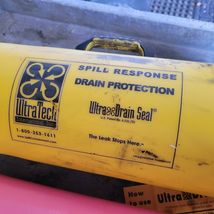 SPILL RESPONSE
DRAIN PROTECTION
UltraTech
Ultra Drain Seal®
1-800-353-1611
The Leak Stops Here.™
How
to use
Ultra D